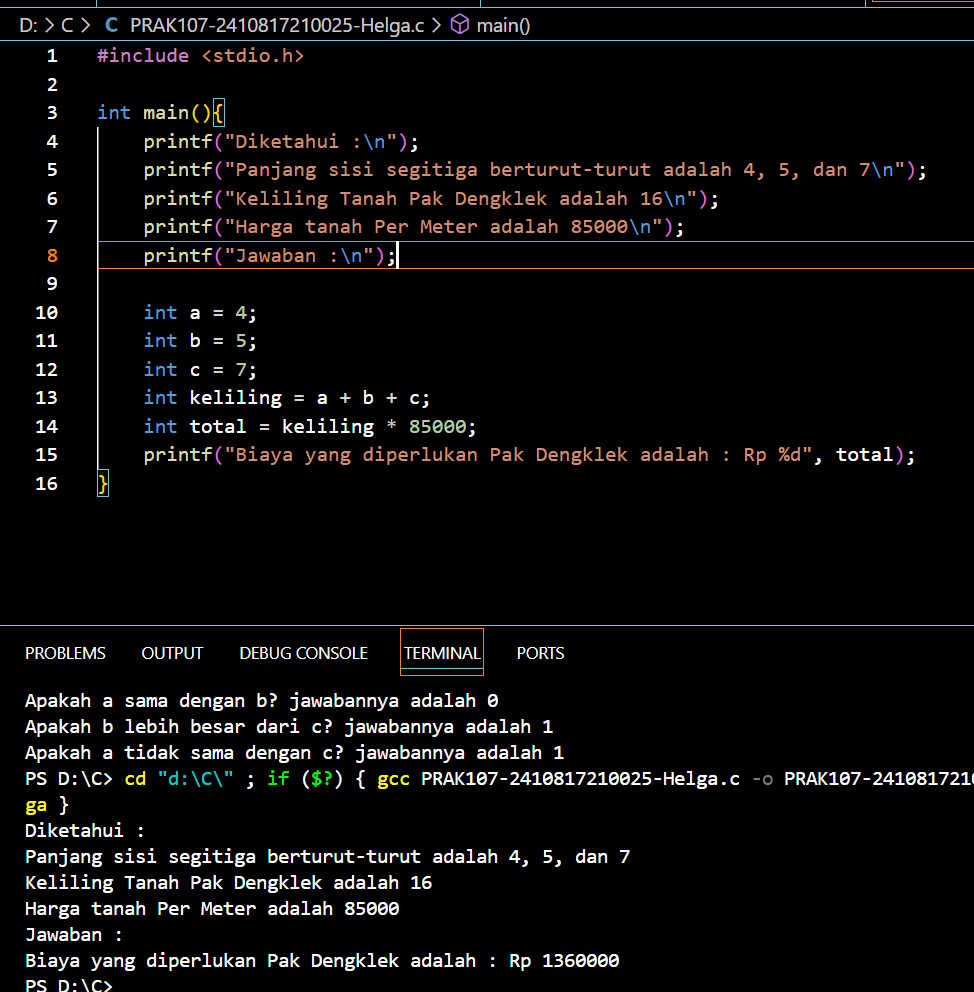 D: > C > C PRAK107-2410817210025-Helga.c > main()
1 #include <stdio.h>
2
3 int main(){
4 printf("Diketahui :\n");
5 printf("Panjang sisi segitiga berturut-turut adalah 4, 5, dan 7\n");
6 printf("Keliling Tanah Pak Dengklek adalah 16\n");
7 printf("Harga tanah Per Meter adalah 85000\n");
8 printf("Jawaban :\n");
9
10 int a = 4;
11 int b = 5;
12 int c = 7;
13 int keliling = a + b + c;
14 int total = keliling * 85000;
15 printf("Biaya yang diperlukan Pak Dengklek adalah : Rp %d", total);
16 }
PROBLEMS OUTPUT DEBUG CONSOLE TERMINAL PORTS
Apakah a sama dengan b? jawabannya adalah 0
Apakah b lebih besar dari c? jawabannya adalah 1
Apakah a tidak sama dengan c? jawabannya adalah 1
PS D:\C> cd "d:\C\" ; if ($?) { gcc PRAK107-2410817210025-Helga.c -o PRAK107-241081721
ga }
Diketahui :
Panjang sisi segitiga berturut-turut adalah 4, 5, dan 7
Keliling Tanah Pak Dengklek adalah 16
Harga tanah Per Meter adalah 85000
Jawaban :
Biaya yang diperlukan Pak Dengklek adalah : Rp 1360000
PS D:\C>